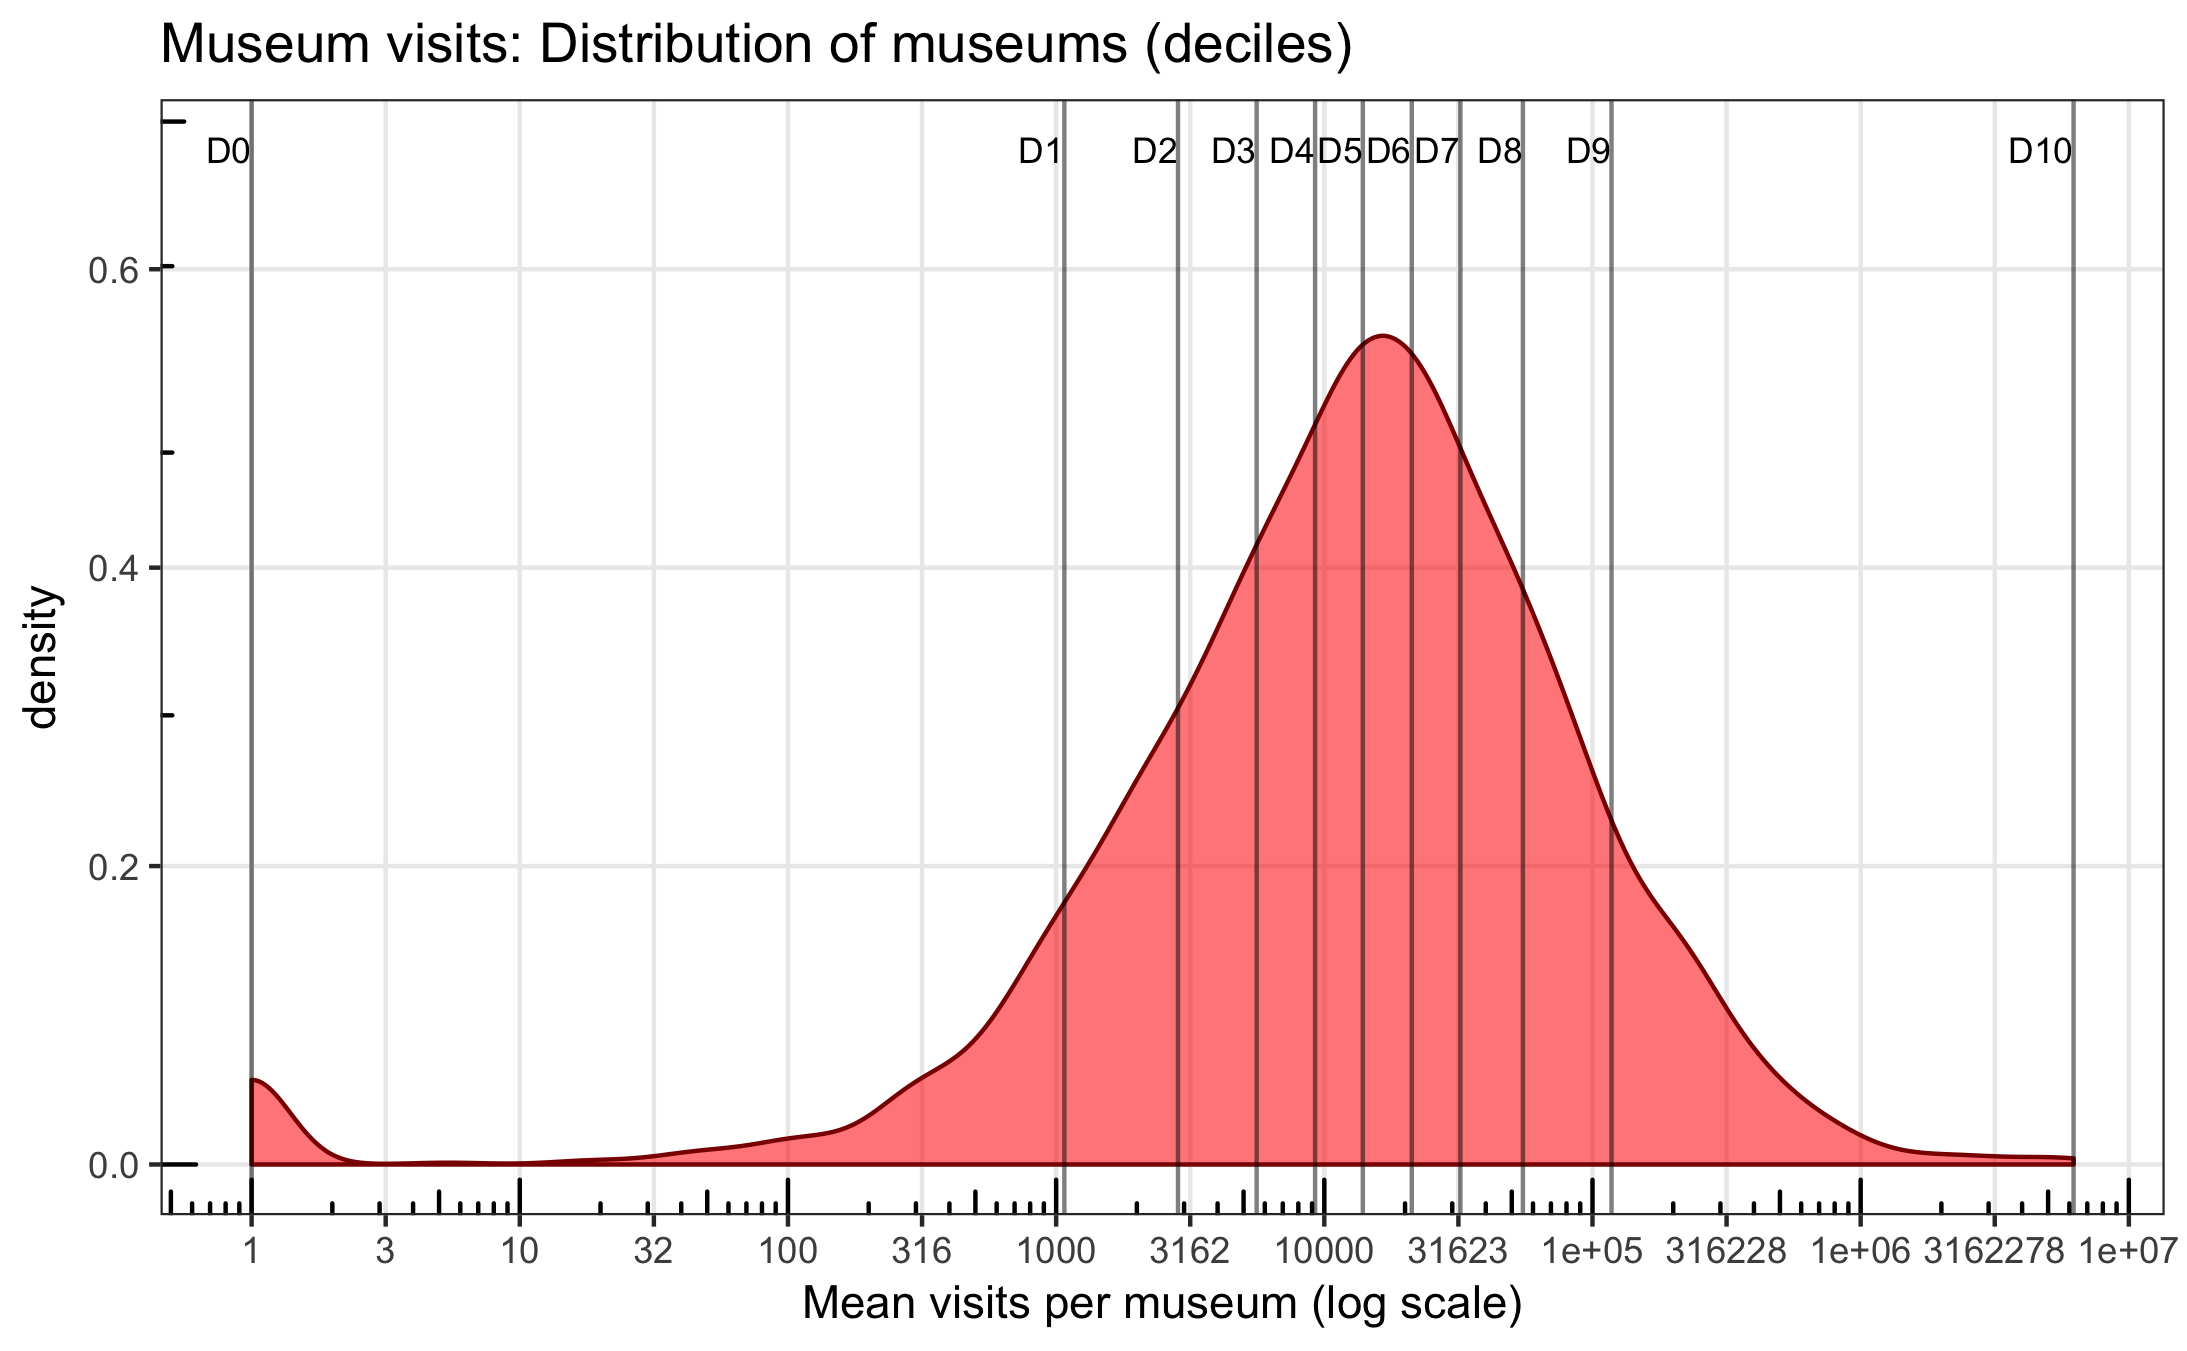 Museum visits: Distribution of museums (deciles)
D0 D1 D2 D3 D4 D5 D6 D7 D8 D9 D10
0.6
0.4
0.2
0.0
density
1 3 10 32 100 316 1000 3162 10000 31623 1e+05 316228 1e+06 3162278 1e+07
Mean visits per museum (log scale)